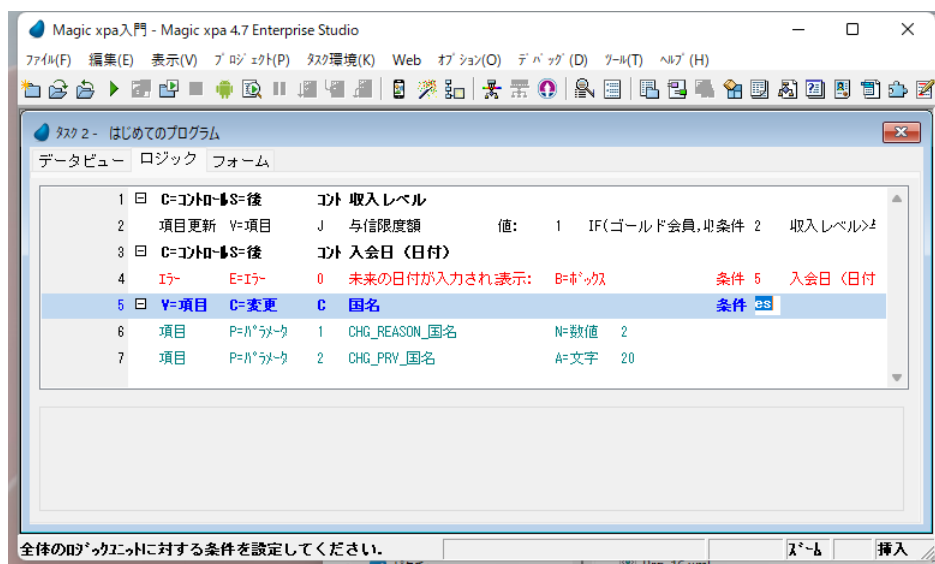 Magic xpa入門 - Magic xpa 4.7 Enterprise Studio
ﾌｧｲﾙ(F) 編集(E) 表示(V) ﾌﾟﾛｼﾞｪｸﾄ(P) ﾀｽｸ環境(K) Web ｵﾌﾟｼｮﾝ(O) ﾃﾞﾊﾞｯｸﾞ(D) ﾂｰﾙ(T) ﾍﾙﾌﾟ(H)
ﾀｽｸ 2 - はじめてのプログラム
データビュー ロジック フォーム
1 C=ｺﾝﾄﾛｰﾙ S=後 ｺﾝﾄ 収入レベル
2 項目更新 V=項目 J 与信限度額 値: 1 IF(ゴールド会員, 条件 2 収入レベル>
3 C=ｺﾝﾄﾛｰﾙ S=後 ｺﾝﾄ 入会日（日付）
4 ｴﾗｰ E=ｴﾗｰ 0 未来の日付が入力され 表示: B=ﾎﾞｯｸｽ 条件 5 入会日（日付
5 V=項目 C=変更 C 国名 条件 es
6 項目 P=ﾊﾟﾗﾒｰﾀ 1 CHG_REASON_国名 N=数値 2
7 項目 P=ﾊﾟﾗﾒｰﾀ 2 CHG_PRV_国名 A=文字 20
全体のﾛｼﾞｯｸﾕﾆｯﾄに対する条件を設定してください. ｽﾞｰﾑ 挿入